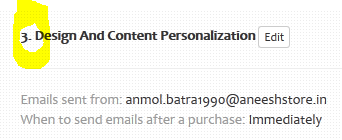 3. Design And Content Personalization Edit
Emails sent from: anmol.batra1990@aneeshstore.in
When to send emails after a purchase: Immediately